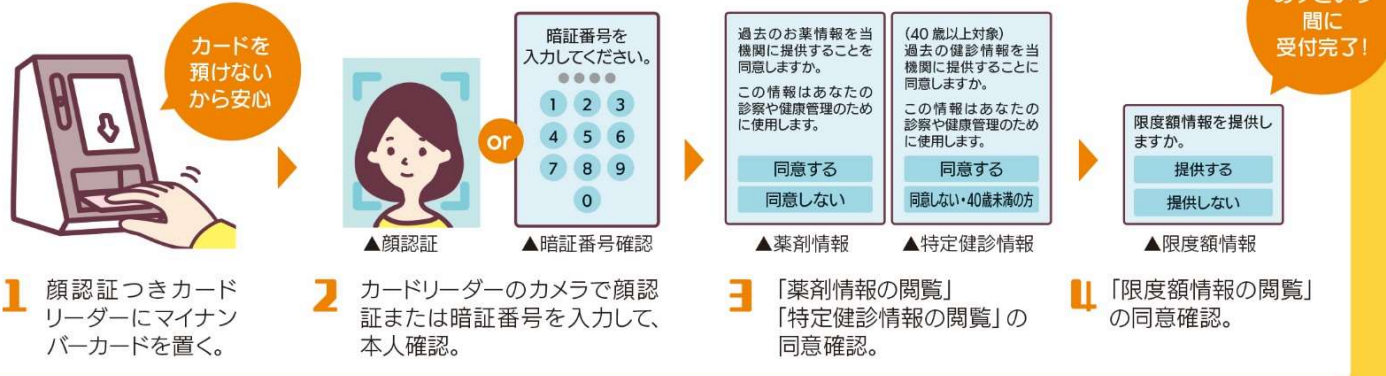 カードを
預けない
から安心
間に
受付完了!
暗証番号を
入力してください。
1 2 3
4 5 6
7 8 9
0
or
▲顔認証
▲暗証番号確認
過去のお薬情報を当
機関に提供することを
同意しますか。
この情報はあなたの
診察や健康管理のため
に使用します。
同意する
同意しない
▲薬剤情報
(40歳以上対象)
過去の健診情報を当
機関に提供することに
同意しますか。
この情報はあなたの
診察や健康管理のため
に使用します。
同意する
同意しない・40歳未満の方
▲特定健診情報
限度額情報を提供し
ますか。
提供する
提供しない
▲限度額情報
1 顔認証つきカード
リーダーにマイナン
バーカードを置く。
2 カードリーダーのカメラで顔認
証または暗証番号を入力して、
本人確認。
3 「薬剤情報の閲覧」
「特定健診情報の閲覧」の
同意確認。
4 「限度額情報の閲覧」
の同意確認。